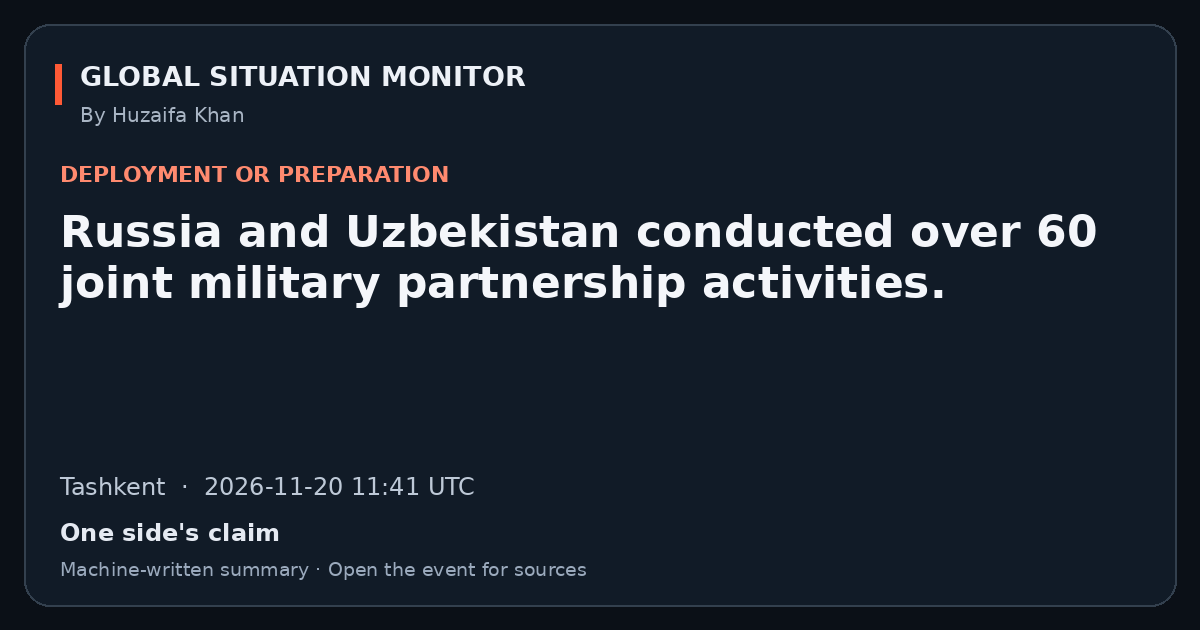 GLOBAL SITUATION MONITOR
By Huzaifa Khan
DEPLOYMENT OR PREPARATION
Russia and Uzbekistan conducted over 60
joint military partnership activities.
Tashkent · 2026-11-20 11:41 UTC
One side's claim
Machine-written summary · Open the event for sources